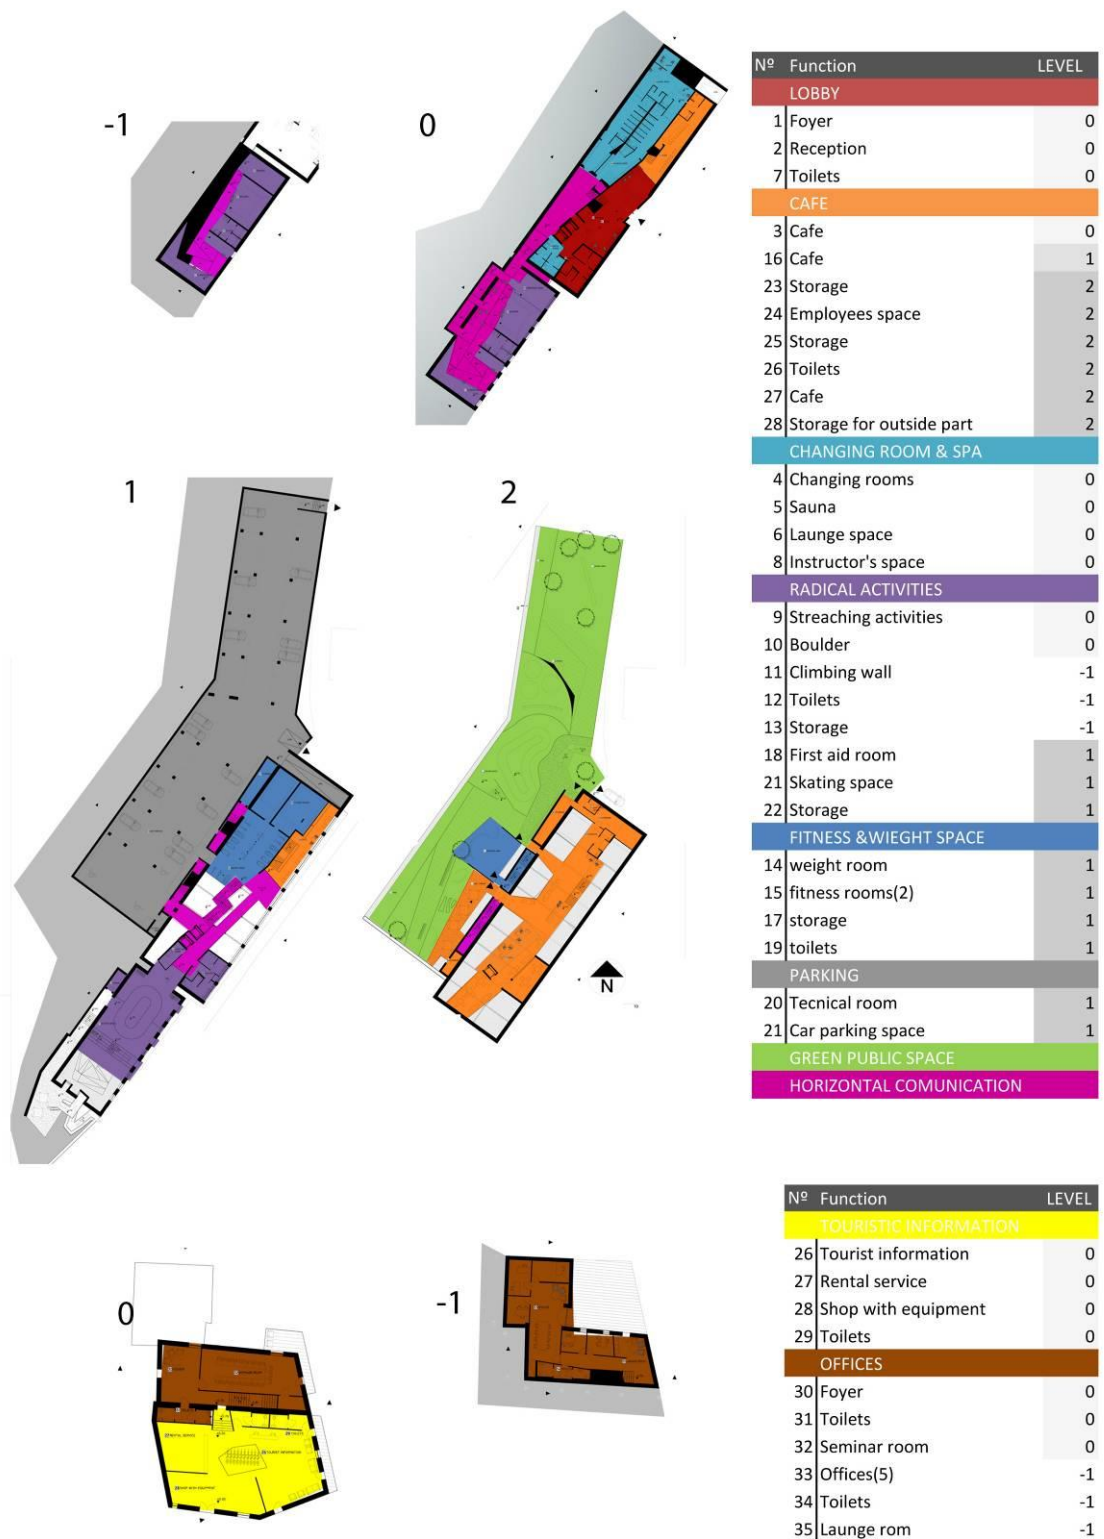 -1
0
Nº Function LEVEL
LOBBY
1 Foyer 0
2 Reception 0
7 Toilets 0
CAFE
3 Cafe 0
16 Cafe 1
23 Storage 2
24 Employees space 2
25 Storage 2
26 Toilets 2
27 Cafe 2
28 Storage for outside part 2
CHANGING ROOM & SPA
4 Changing rooms 0
5 Sauna 0
6 Launge space 0
8 Instructor's space 0
RADICAL ACTIVITIES
9 Streaching activities 0
10 Boulder 0
11 Climbing wall -1
12 Toilets -1
13 Storage -1
18 First aid room 1
21 Skating space 1
22 Storage 1
FITNESS &WIEGHT SPACE
14 weight room 1
15 fitness rooms(2) 1
17 storage 1
19 toilets 1
PARKING
20 Tecnical room 1
21 Car parking space 1
GREEN PUBLIC SPACE
HORIZONTAL COMUNICATION
1
2
N
0
-1
Nº Function LEVEL
TOURISTIC INFORMATION
26 Tourist information 0
27 Rental service 0
28 Shop with equipment 0
29 Toilets 0
OFFICES
30 Foyer 0
31 Toilets 0
32 Seminar room 0
33 Offices(5) -1
34 Toilets -1
35 Launge rom -1
RENTAL SERVICE
TOILETS
TOURIST INFORMATION
SHOP WITH EQUIPMENT